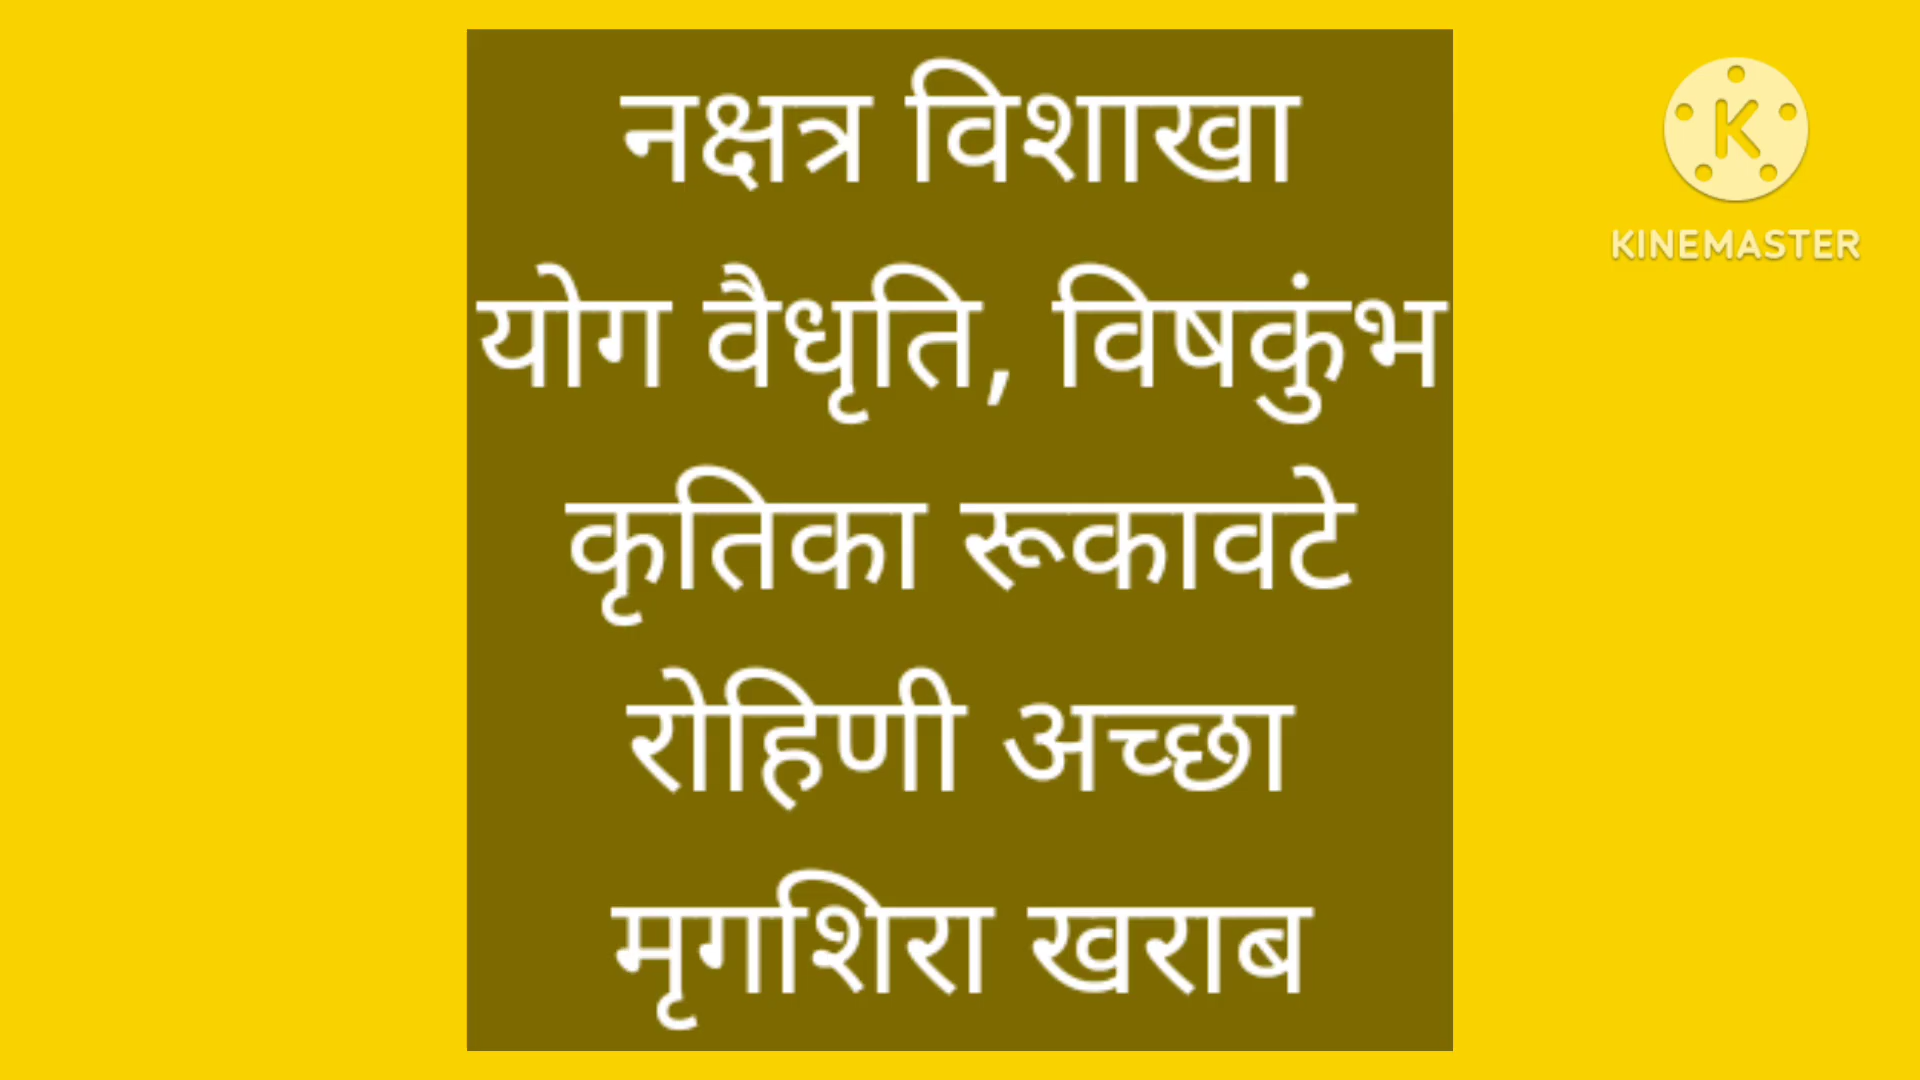 नक्षत्र विशाखा
योग वैधृति, विषकुंभ
कृतिका रूकावटे
रोहिणी अच्छा
मृगशिरा खराब
K
KINEMASTER